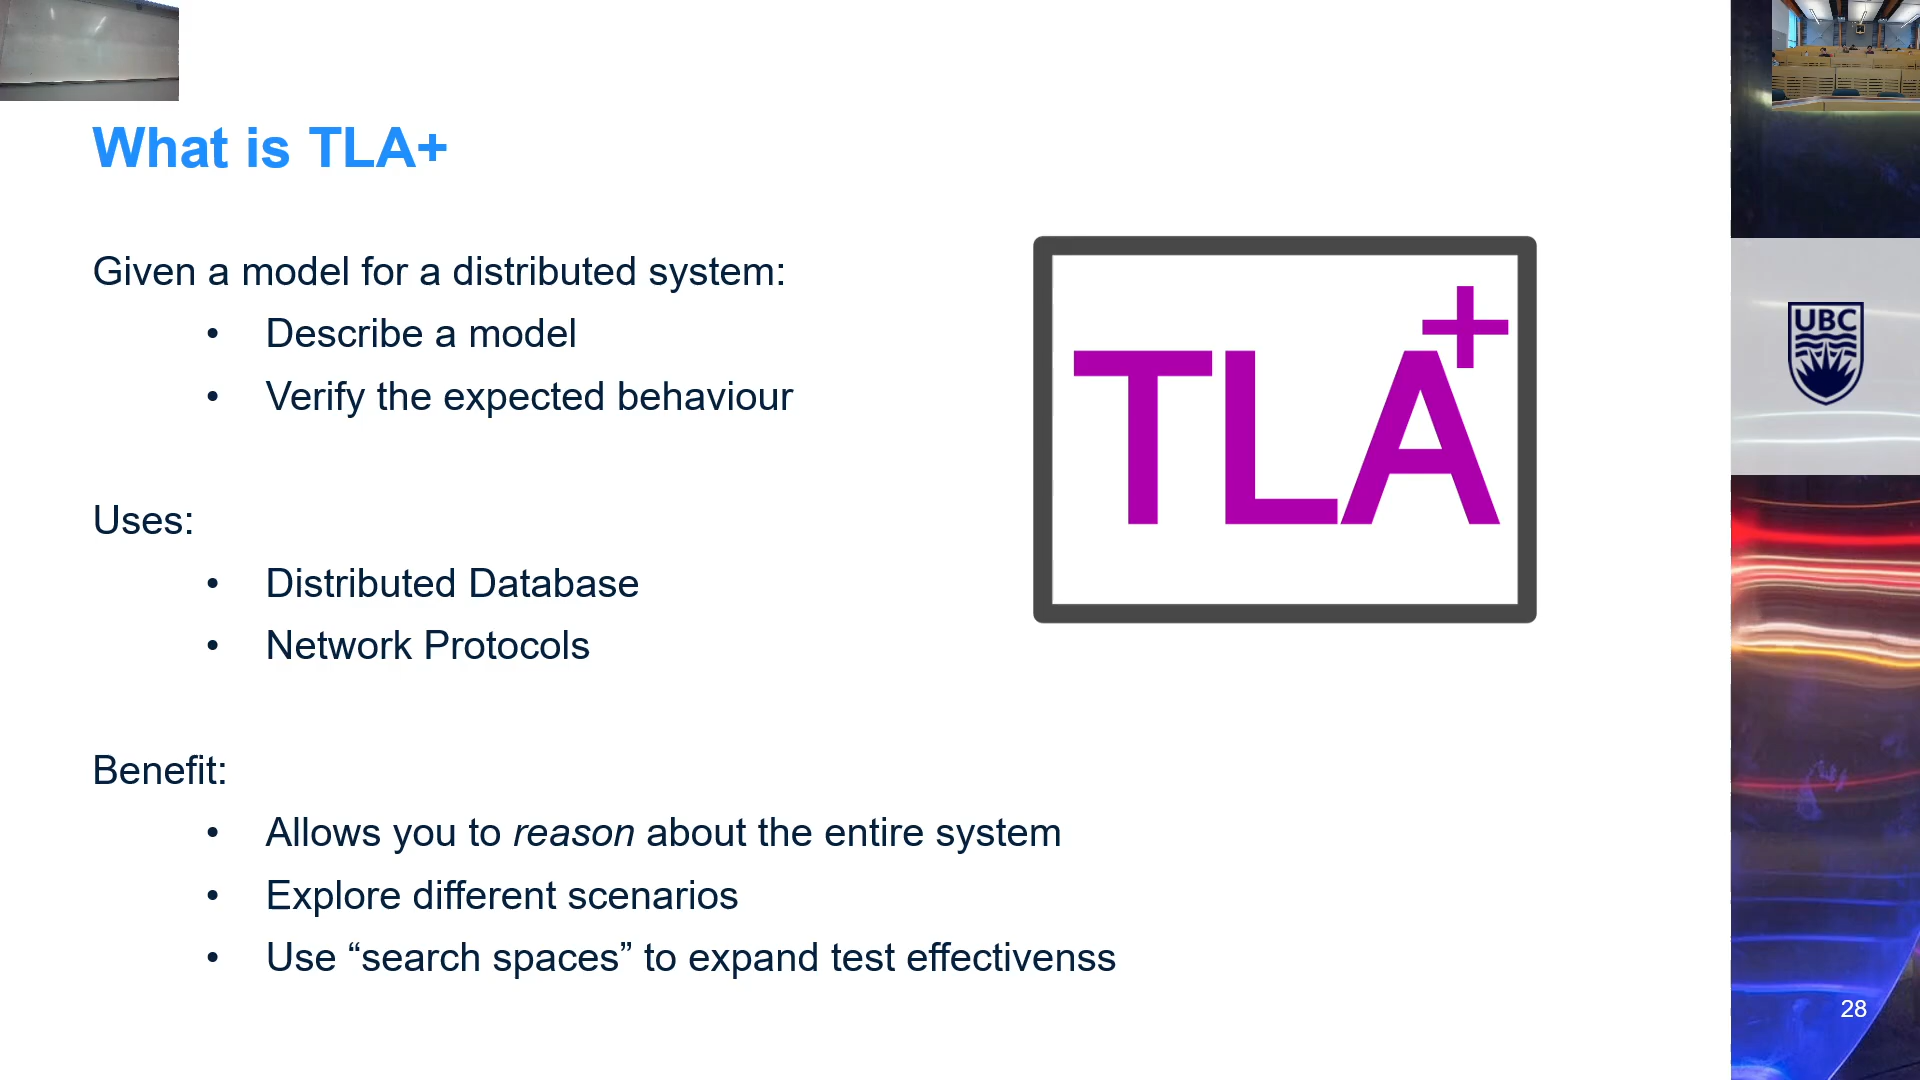 What is TLA+
Given a model for a distributed system:
• Describe a model
• Verify the expected behaviour
Uses:
• Distributed Database
• Network Protocols
Benefit:
• Allows you to reason about the entire system
• Explore different scenarios
• Use “search spaces” to expand test effectivenss
TLA+
UBC
28